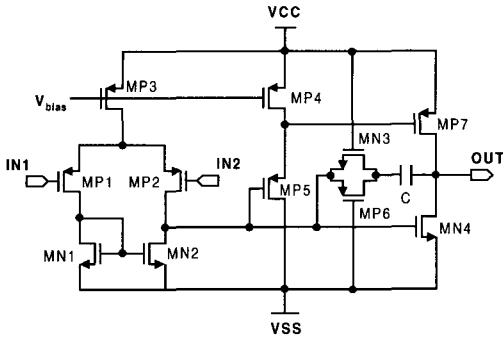 VCC
MP3
V_bias
MP4
MP7
MN3
IN1
IN2
OUT
MP1
MP2
MP5
C
MP6
MN1
MN2
MN4
VSS